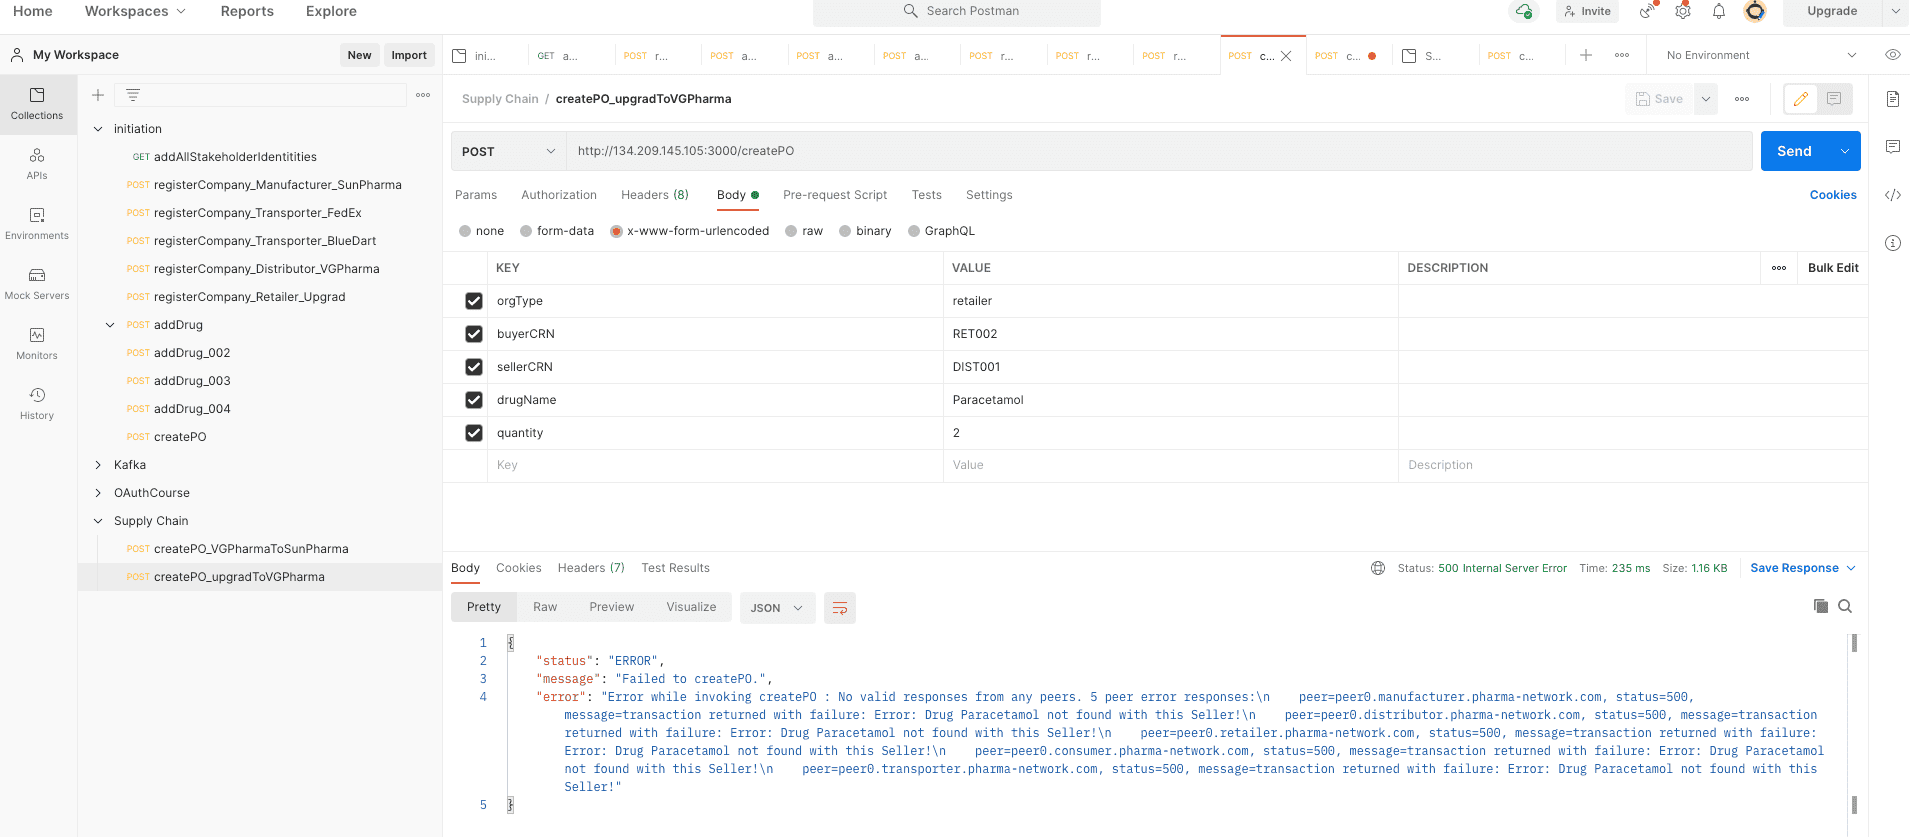 Home Workspaces Reports Explore Search Postman Invite Upgrade
My Workspace New Import
ini... GET a... POST r... POST a... POST a... POST a... POST r... POST r... POST r... POST c... POST c... S... POST c... No Environment
Collections
APIs
Environments
Mock Servers
Monitors
History
initiation
GET addAllStakeholderIdentitities
POST registerCompany_Manufacturer_SunPharma
POST registerCompany_Transporter_FedEx
POST registerCompany_Transporter_BlueDart
POST registerCompany_Distributor_VGPharma
POST registerCompany_Retailer_Upgrad
POST addDrug
POST addDrug_002
POST addDrug_003
POST addDrug_004
POST createPO
Kafka
OAuthCourse
Supply Chain
POST createPO_VGPharmaToSunPharma
POST createPO_upgradToVGPharma
Supply Chain / createPO_upgradToVGPharma Save
POST http://134.209.145.105:3000/createPO Send
Params Authorization Headers (8) Body Pre-request Script Tests Settings Cookies
none form-data x-www-form-urlencoded raw binary GraphQL
KEY VALUE DESCRIPTION Bulk Edit
orgType retailer
buyerCRN RET002
sellerCRN DIST001
drugName Paracetamol
quantity 2
Key Value Description
Body Cookies Headers (7) Test Results Status: 500 Internal Server Error Time: 235 ms Size: 1.16 KB Save Response
Pretty Raw Preview Visualize JSON
1 {
2 "status": "ERROR",
3 "message": "Failed to createPO.",
4 "error": "Error while invoking createPO : No valid responses from any peers. 5 peer error responses:\n    peer=peer0.manufacturer.pharma-network.com, status=500,
message=transaction returned with failure: Error: Drug Paracetamol not found with this Seller!\n    peer=peer0.distributor.pharma-network.com, status=500, message=transaction
returned with failure: Error: Drug Paracetamol not found with this Seller!\n    peer=peer0.retailer.pharma-network.com, status=500, message=transaction returned with failure:
Error: Drug Paracetamol not found with this Seller!\n    peer=peer0.consumer.pharma-network.com, status=500, message=transaction returned with failure: Error: Drug Paracetamol
not found with this Seller!\n    peer=peer0.transporter.pharma-network.com, status=500, message=transaction returned with failure: Error: Drug Paracetamol not found with this
Seller!"
5 }